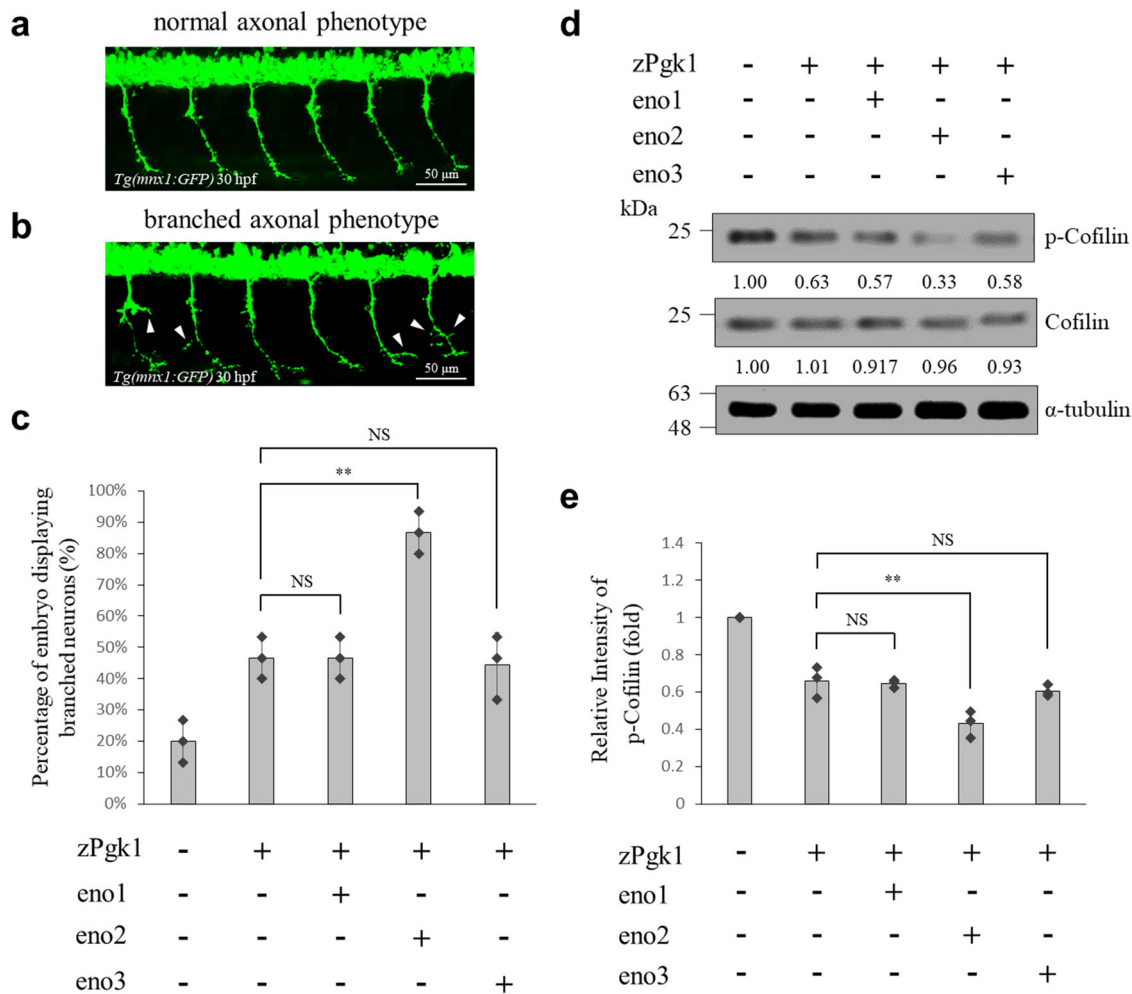 a
normal axonal phenotype
Tg(mnx1:GFP) 30 hpf
50 μm
b
branched axonal phenotype
Tg(mnx1:GFP) 30 hpf
50 μm
c
Percentage of embryo displaying
branched neurons (%)
100%
90%
80%
70%
60%
50%
40%
30%
20%
10%
0%
NS
**
NS
zPgk1 - + + + +
eno1 - - + - -
eno2 - - - + -
eno3 - - - - +
d
zPgk1 - + + + +
eno1 - - + - -
eno2 - - - + -
eno3 - - - - +
kDa
25
p-Cofilin
1.00 0.63 0.57 0.33 0.58
25
Cofilin
1.00 1.01 0.917 0.96 0.93
63
48
α-tubulin
e
Relative Intensity of
p-Cofilin (fold)
1.4
1.2
1
0.8
0.6
0.4
0.2
0
NS
**
NS
zPgk1 - + + + +
eno1 - - + - -
eno2 - - - + -
eno3 - - - - +